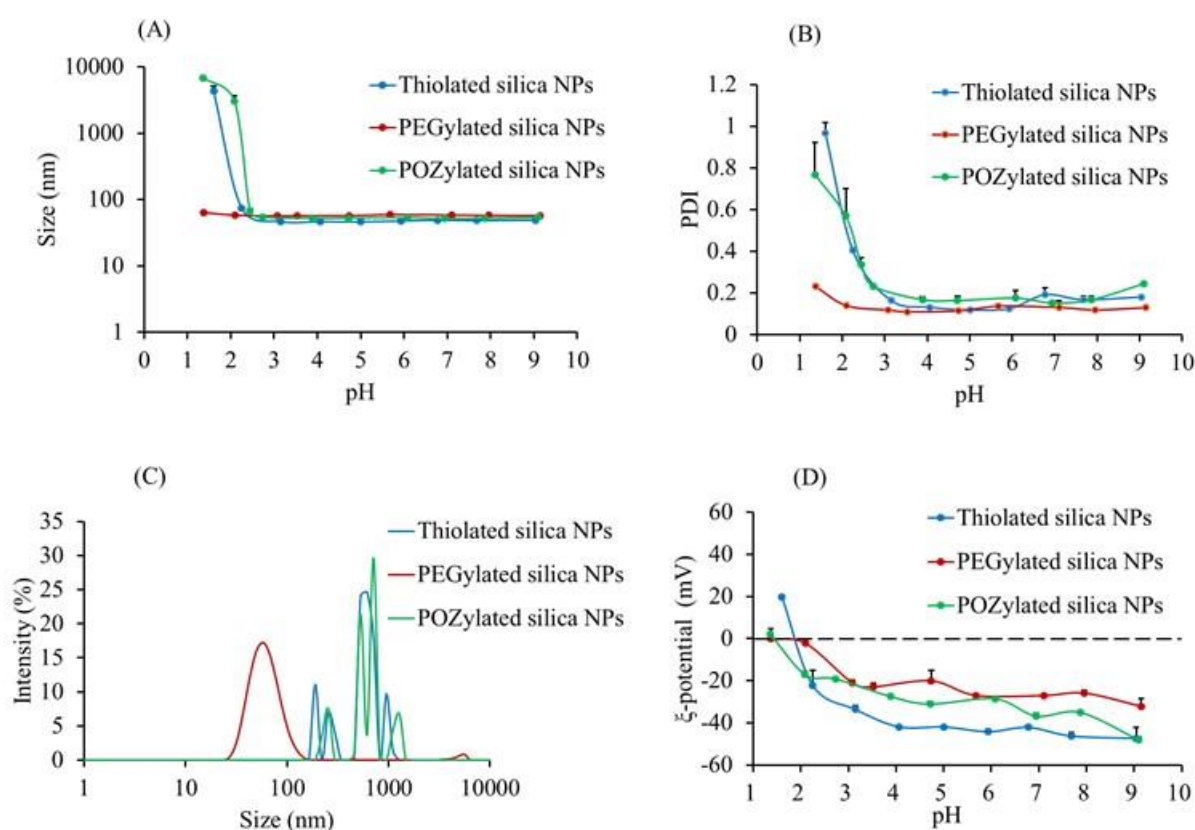 (A)
10000
1000
100
10
1
Size (nm)
0 1 2 3 4 5 6 7 8 9 10
pH
Thiolated silica NPs
PEGylated silica NPs
POZylated silica NPs
(B)
1.2
1
0.8
0.6
0.4
0.2
0
PDI
0 1 2 3 4 5 6 7 8 9 10
pH
Thiolated silica NPs
PEGylated silica NPs
POZylated silica NPs
(C)
35
30
25
20
15
10
5
0
Intensity (%)
1 10 100 1000 10000
Size (nm)
Thiolated silica NPs
PEGylated silica NPs
POZylated silica NPs
(D)
60
40
20
0
-20
-40
-60
ξ-potential (mV)
0 1 2 3 4 5 6 7 8 9 10
pH
Thiolated silica NPs
PEGylated silica NPs
POZylated silica NPs